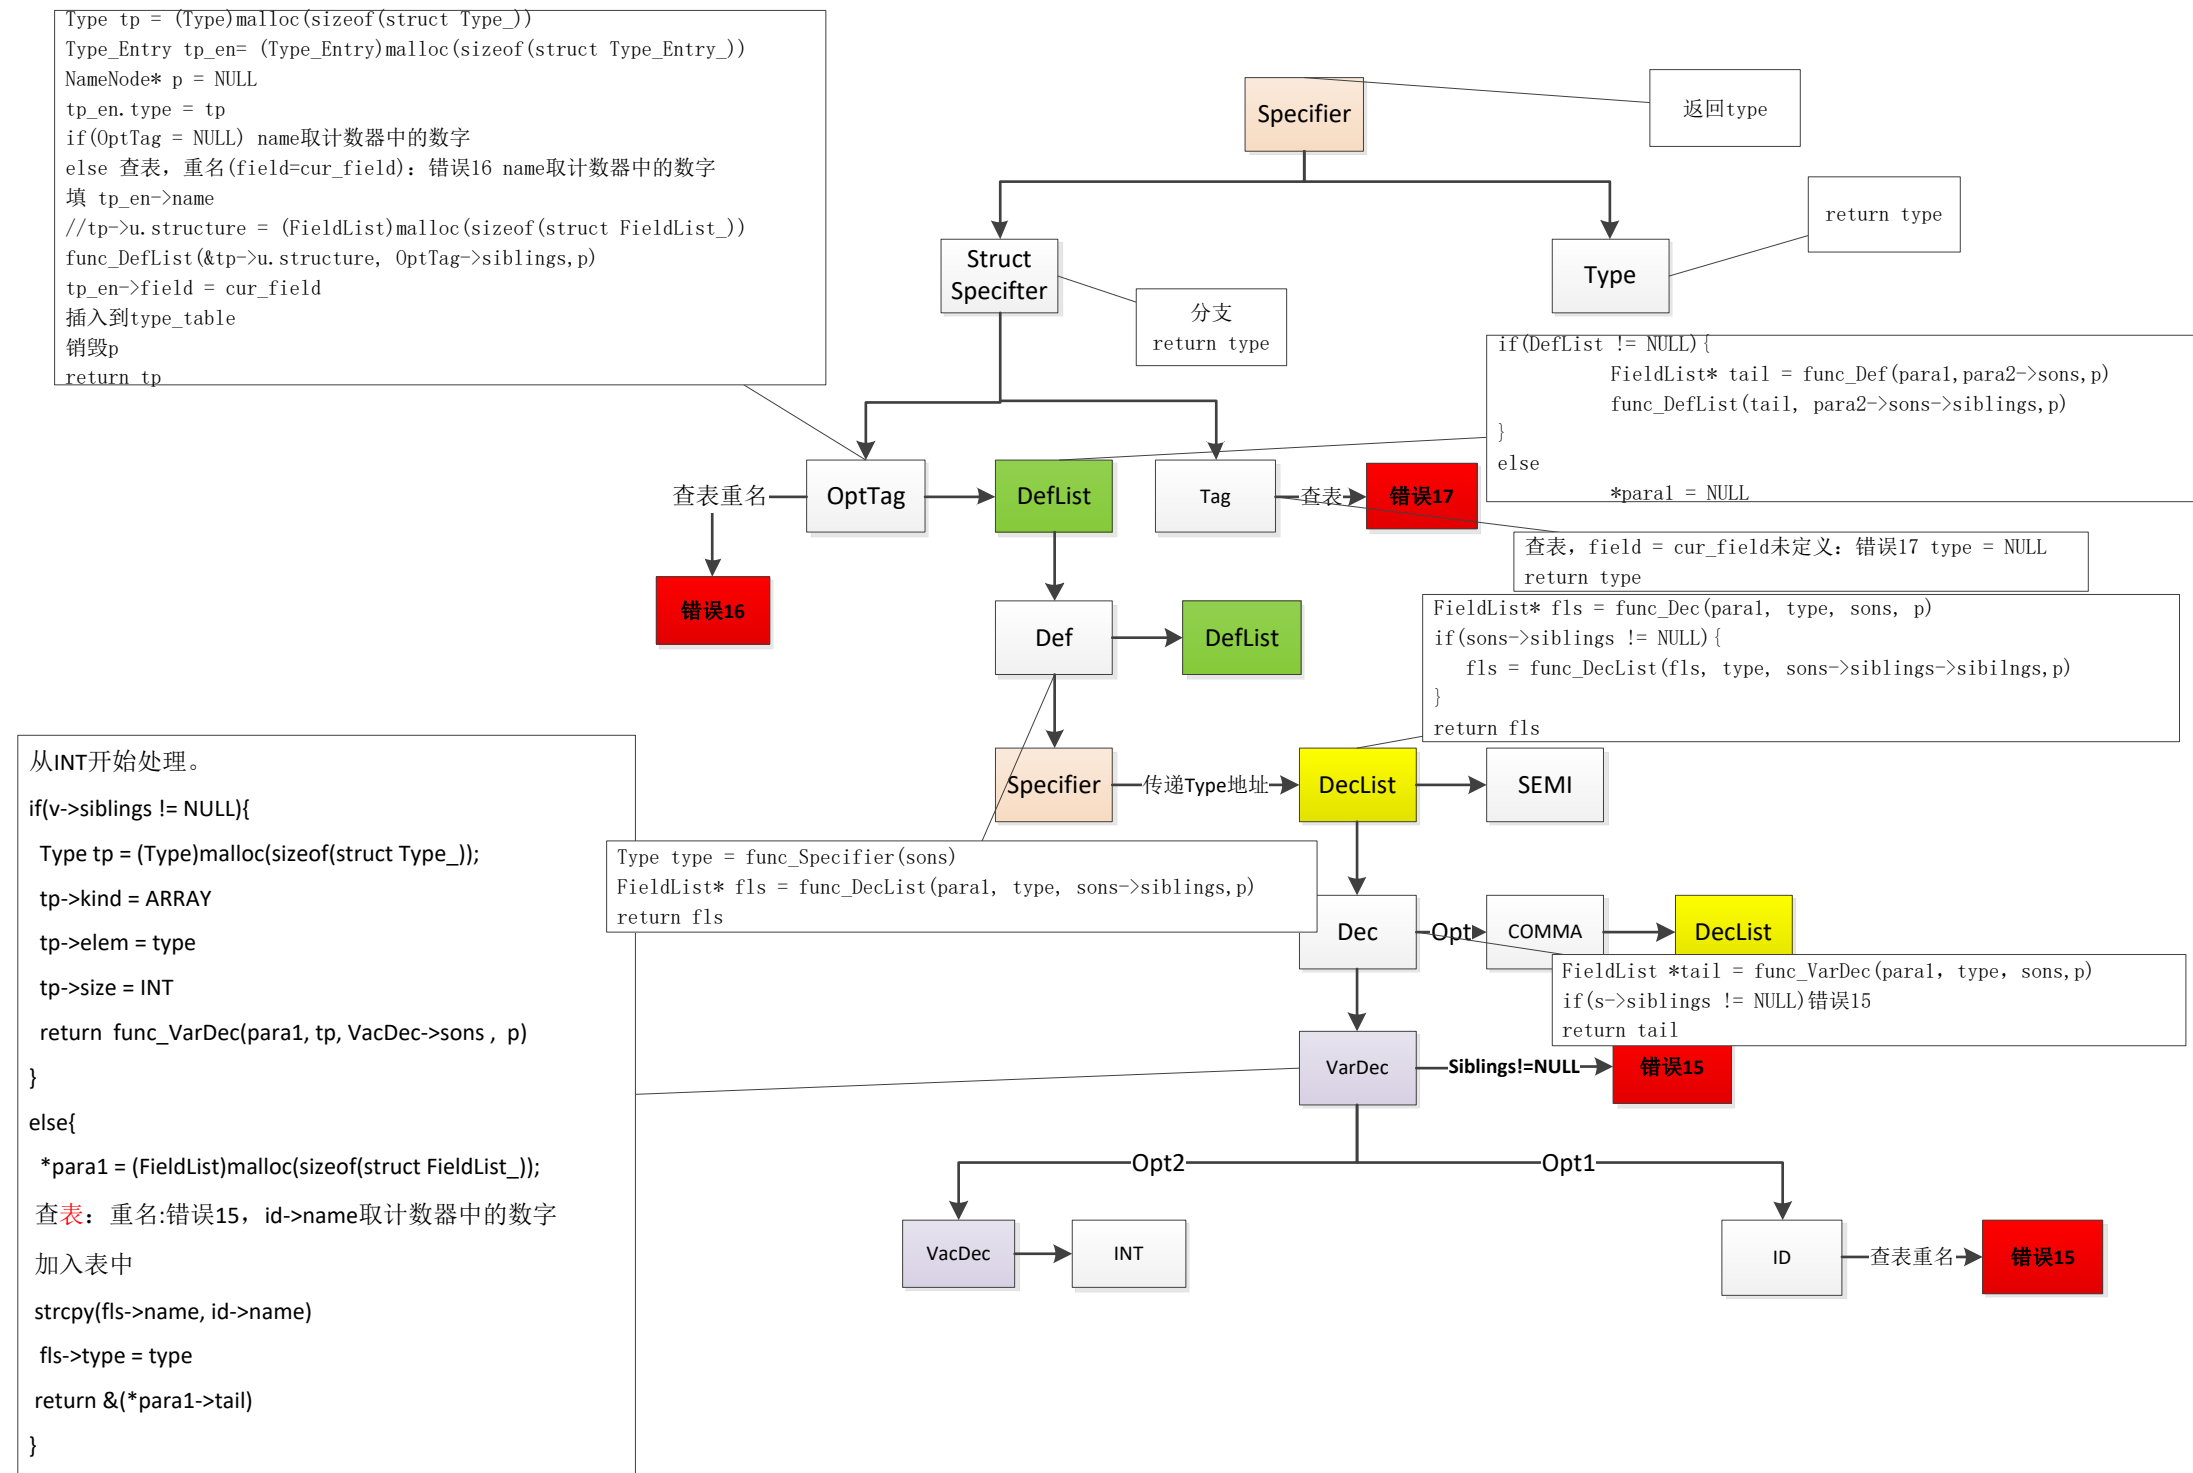 Type tp = (Type)malloc(sizeof(struct Type_))
Type_Entry tp_en= (Type_Entry)malloc(sizeof(struct Type_Entry_))
NameNode* p = NULL
tp_en.type = tp
if(OptTag = NULL) name取计数器中的数字
else 查表，重名(field=cur_field)：错误16 name取计数器中的数字
填 tp_en->name
//tp->u.structure = (FieldList)malloc(sizeof(struct FieldList_))
func_DefList(&tp->u.structure, OptTag->siblings,p)
tp_en->field = cur_field
插入到type_table
销毁p
return tp
Specifier
返回type
return type
Struct
Specifter
Type
分支
return type
if(DefList != NULL){
FieldList* tail = func_Def(para1,para2->sons,p)
func_DefList(tail, para2->sons->siblings,p)
}
else
*para1 = NULL
查表重名
OptTag
DefList
Tag
查表
错误17
查表，field = cur_field未定义：错误17 type = NULL
return type
错误16
Def
DefList
FieldList* fls = func_Dec(para1, type, sons, p)
if(sons->siblings != NULL){
fls = func_DecList(fls, type, sons->siblings->sibilngs,p)
}
return fls
Specifier
传递Type地址
DecList
SEMI
Type type = func_Specifier(sons)
FieldList* fls = func_DecList(para1, type, sons->siblings,p)
return fls
Dec
Opt
COMMA
DecList
FieldList *tail = func_VarDec(para1，type，sons,p)
if(s->siblings != NULL)错误15
return tail
VarDec
Siblings!=NULL
错误15
Opt2
Opt1
VacDec
INT
ID
查表重名
错误15
从INT开始处理。
if(v->siblings != NULL){
Type tp = (Type)malloc(sizeof(struct Type_));
tp->kind = ARRAY
tp->elem = type
tp->size = INT
return func_VarDec(para1, tp, VacDec->sons , p)
}
else{
*para1 = (FieldList)malloc(sizeof(struct FieldList_));
查表：重名:错误15，id->name取计数器中的数字
加入表中
strcpy(fls->name, id->name)
fls->type = type
return &(*para1->tail)
}